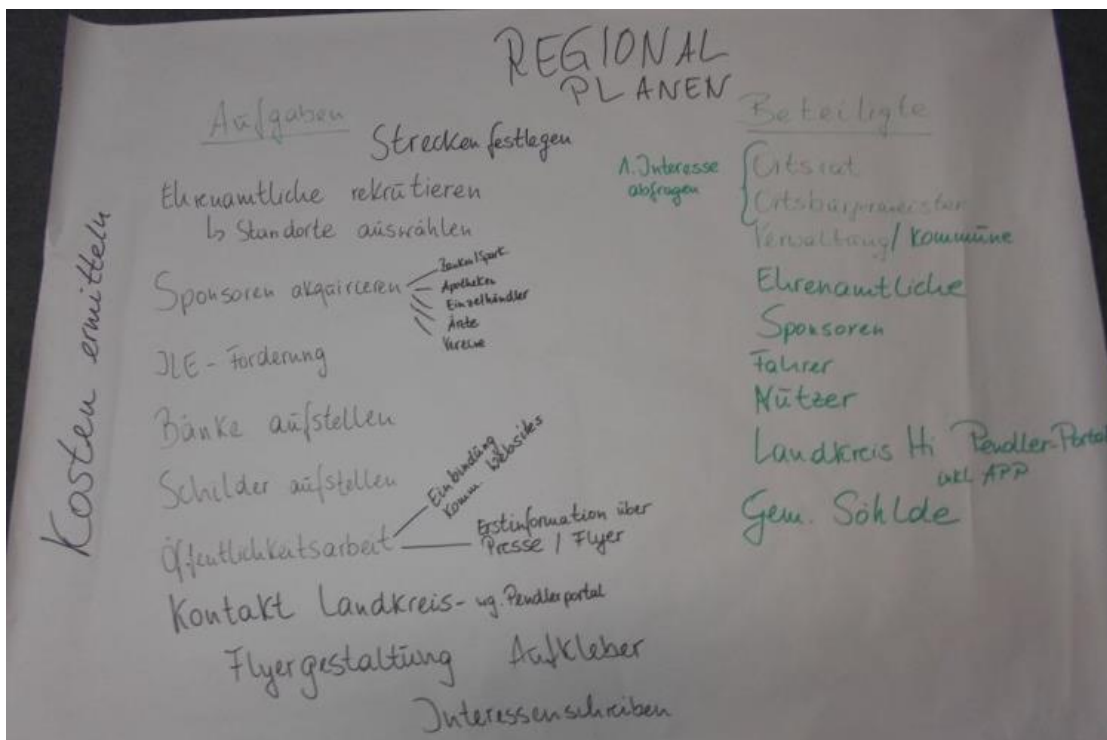 REGIONAL
PLANEN
Aufgaben
Strecken festlegen
Ehrenamtliche rekrutieren
↳ Standorte auswählen
Sponsoren akquirieren
Apotheken
Einzelhändler
Ärzte
Vereine
ILE - Förderung
Bänke aufstellen
Schilder aufstellen
Öffentlichkeitsarbeit
Einbindung
Komm. Websites
Erstinformation über
Presse / Flyer
Kontakt Landkreis - wg. Pendlerportal
Flyergestaltung Aufkleber
Interessenschreiben
Kosten ermitteln
Beteiligte
1. Interesse
abfragen
Ortsrat
Ortsbürgermeister
Verwaltung / Kommune
Ehrenamtliche
Sponsoren
Fahrer
Nutzer
Landkreis Hi Pendler-Portal
inkl. APP
Gem. Söhlde